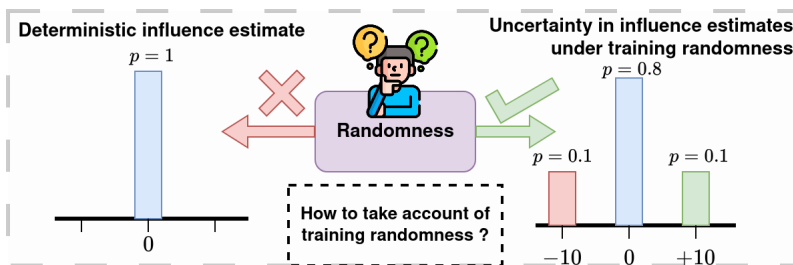 Deterministic influence estimate
p = 1
0
? ?
Randomness
How to take account of
training randomness ?
Uncertainty in influence estimates
under training randomness
p = 0.8
p = 0.1
p = 0.1
−10
0
+10